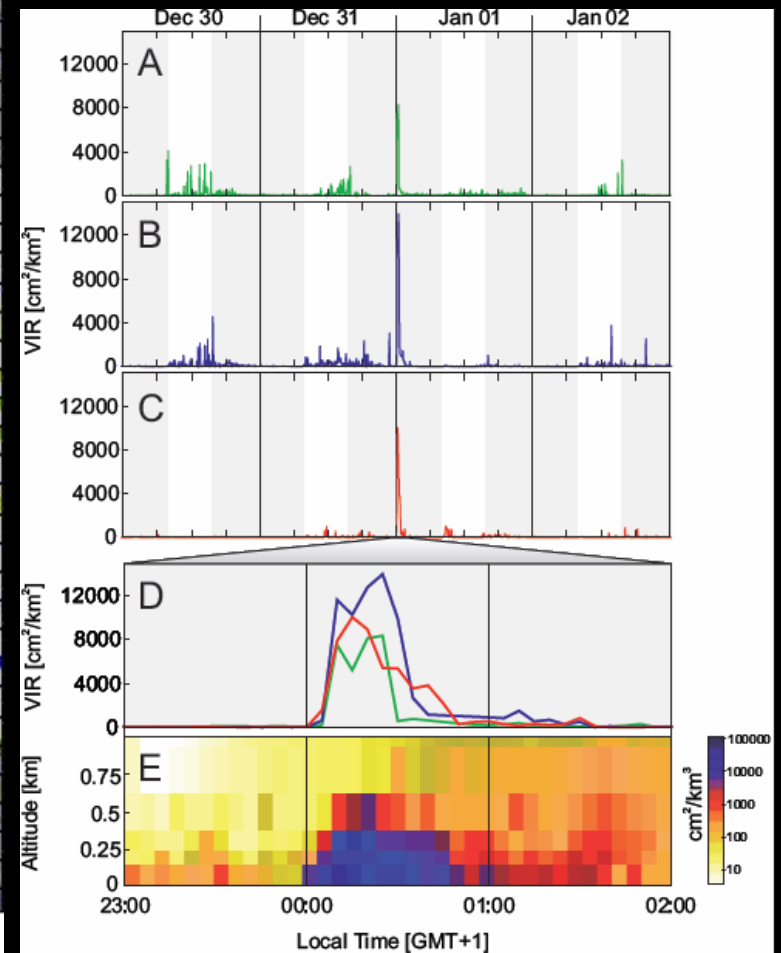 Dec 30 Dec 31 Jan 01 Jan 02
A
12000
8000
4000
0
B
12000
8000
4000
0
VIR [cm²/km²]
C
12000
8000
4000
0
D
12000
8000
4000
0
VIR [cm²/km²]
E
0.75
0.5
0.25
0
Altitude [km]
100000
10000
1000
100
10
cm²/km³
23:00 00:00 01:00 02:00
Local Time [GMT+1]